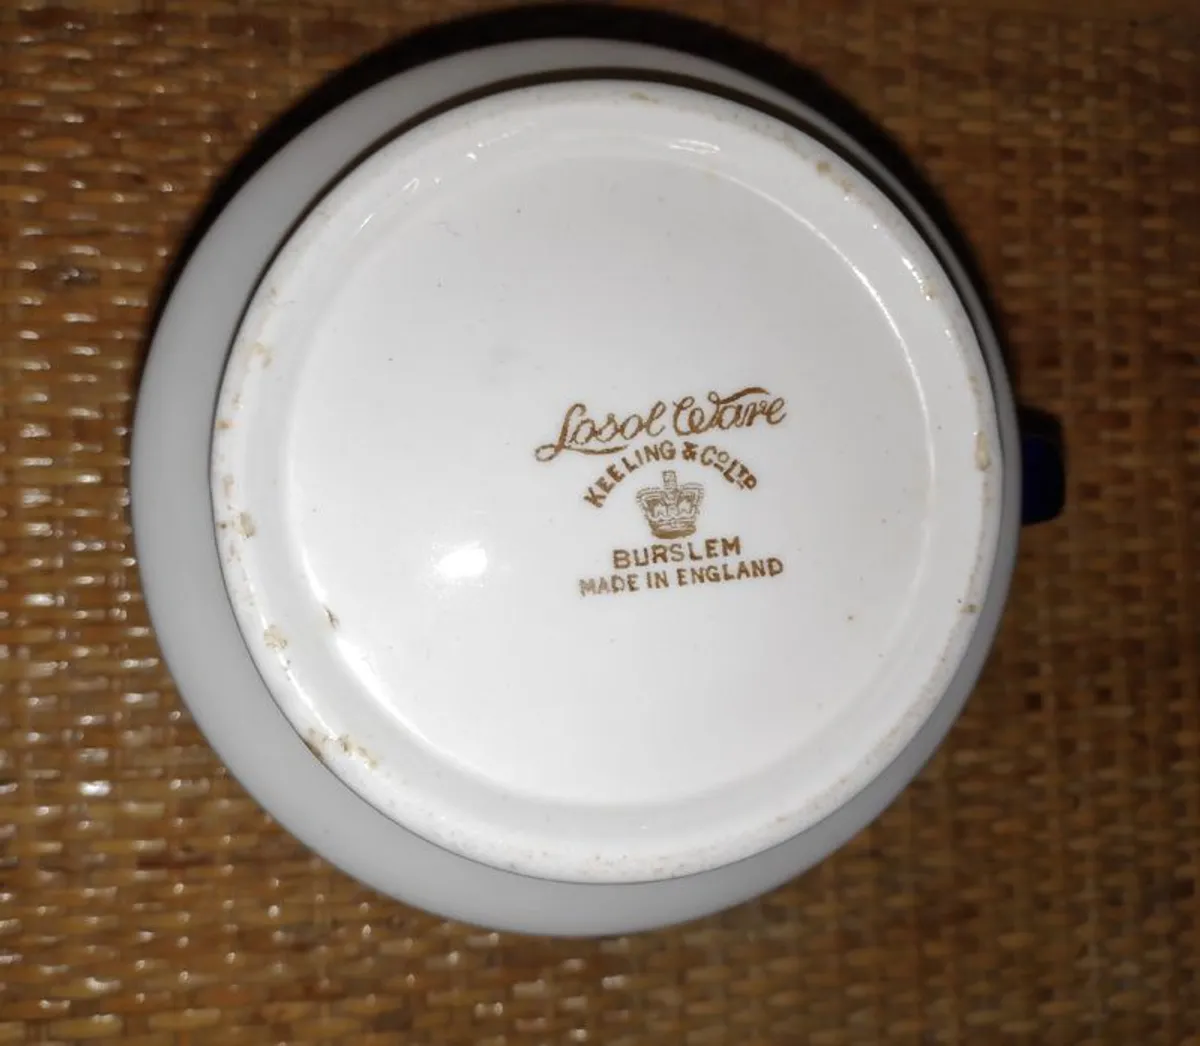 Losol Ware
KEELING & Co LTD
BURSLEM
MADE IN ENGLAND